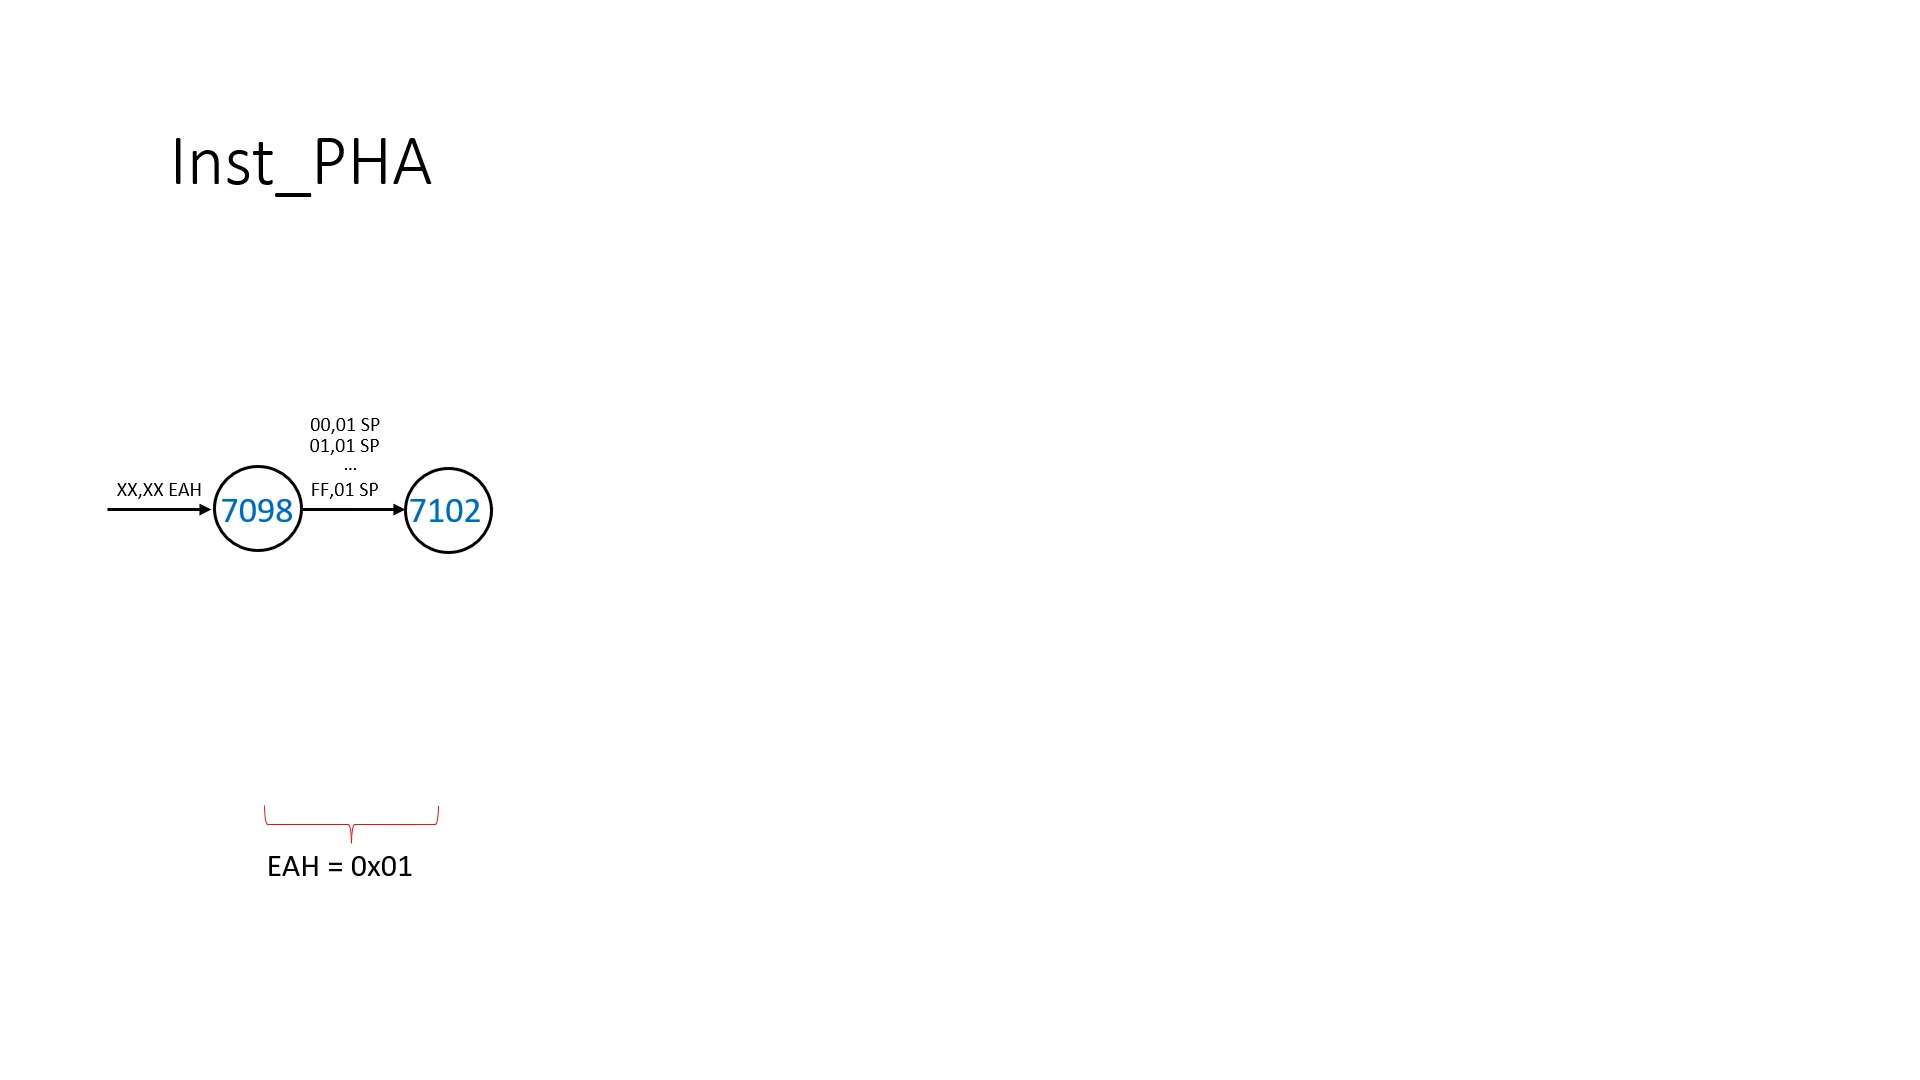 Inst_PHA
00,01 SP
01,01 SP
...
XX,XX EAH
FF,01 SP
7098
7102
EAH = 0x01